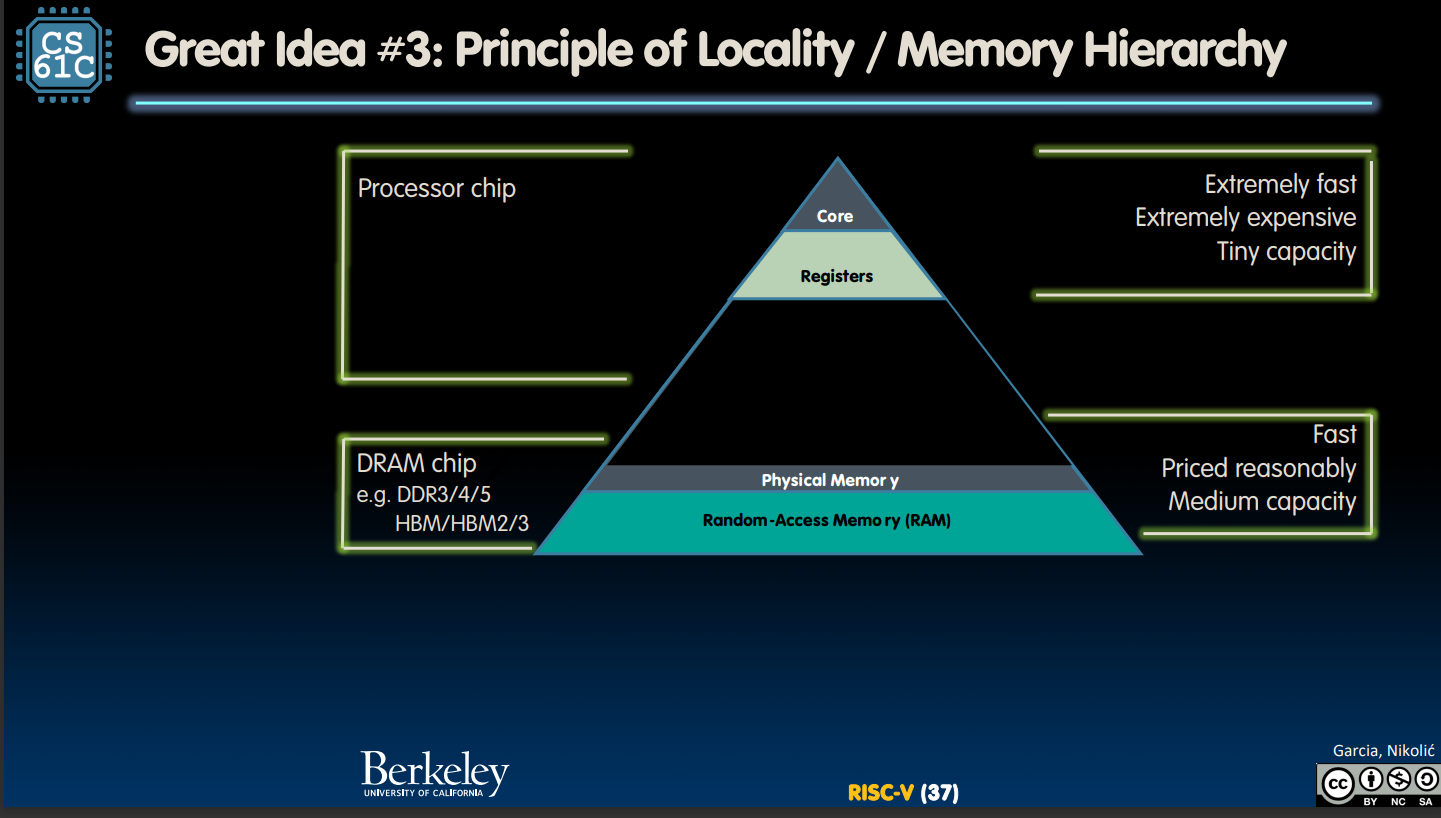 CS
61C
Great Idea #3: Principle of Locality / Memory Hierarchy
Processor chip
Extremely fast
Extremely expensive
Tiny capacity
Core
Registers
DRAM chip
e.g. DDR3/4/5
HBM/HBM2/3
Fast
Priced reasonably
Medium capacity
Physical Memor y
Random-Access Memo ry (RAM)
Berkeley
UNIVERSITY OF CALIFORNIA
RISC-V (37)
Garcia, Nikolić
cc
BY NC SA